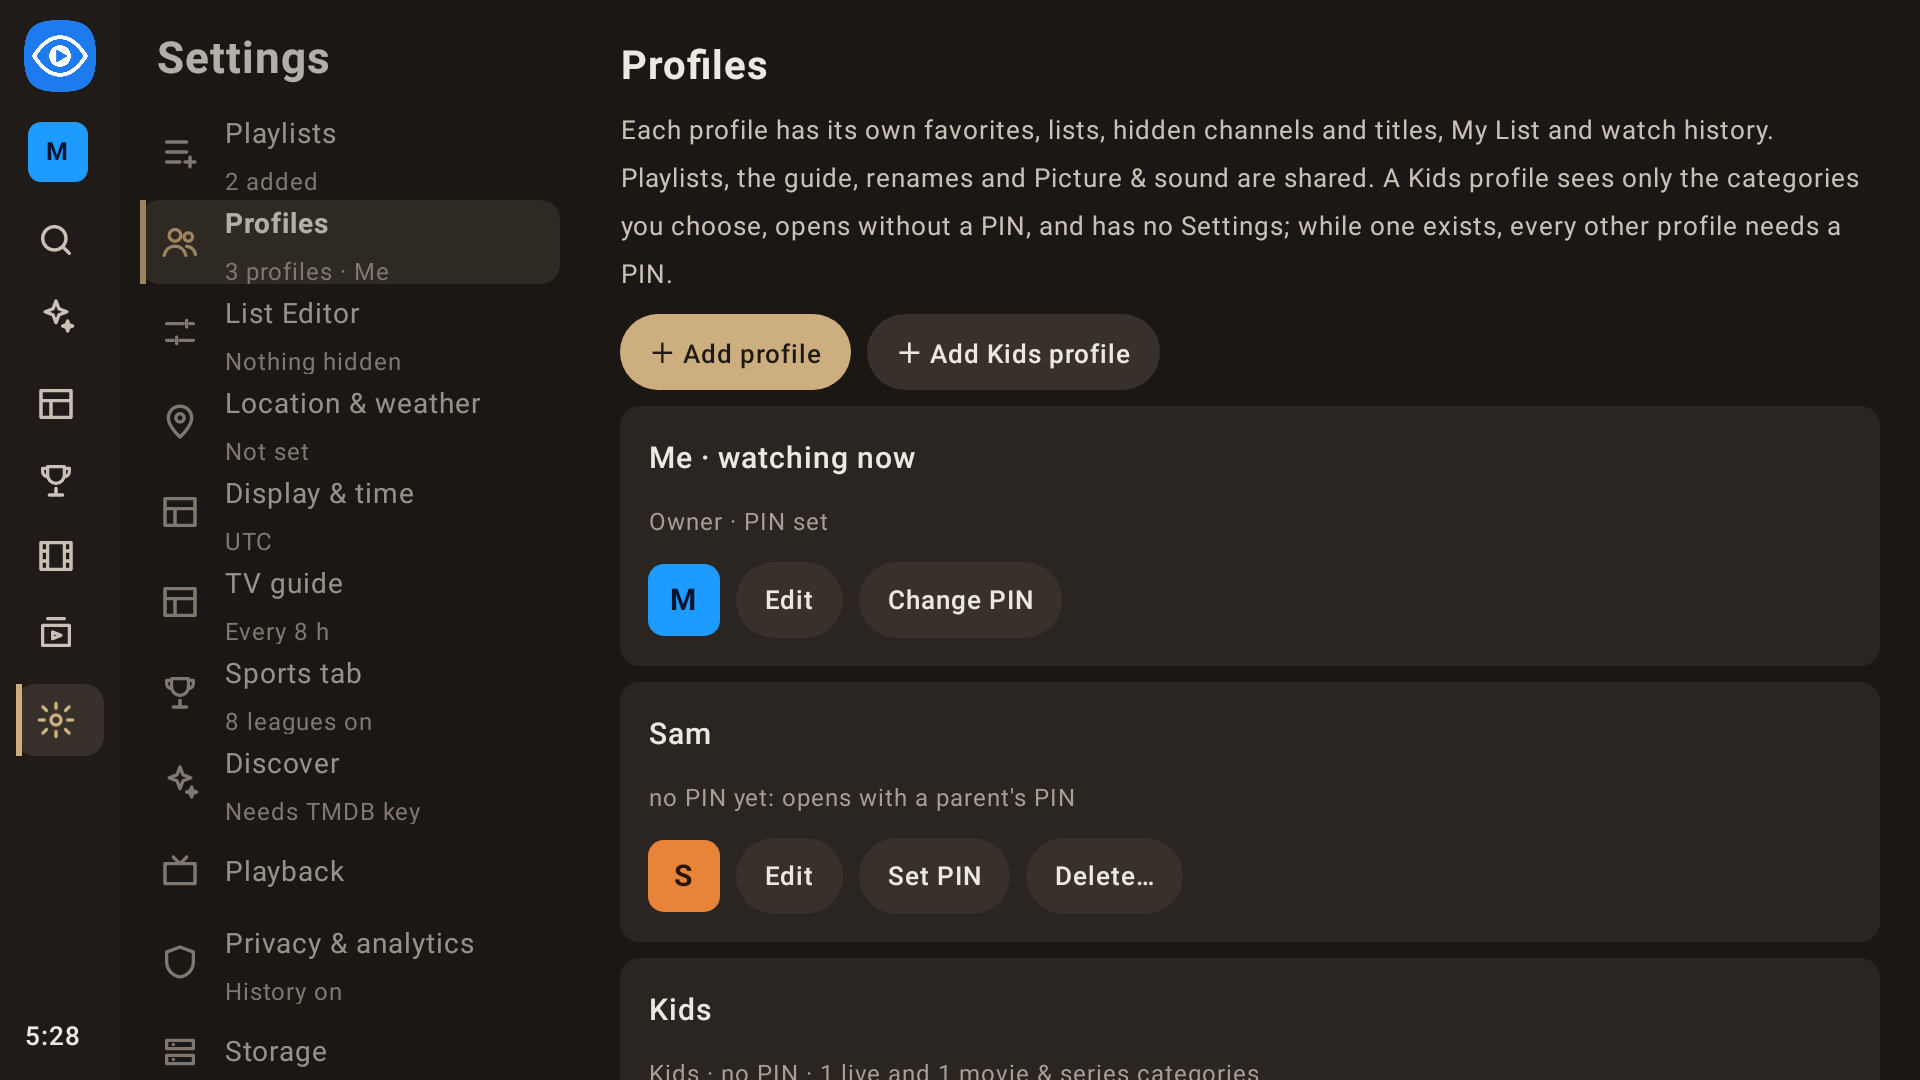 Settings
M
Playlists
2 added
Profiles
3 profiles · Me
List Editor
Nothing hidden
Location & weather
Not set
Display & time
UTC
TV guide
Every 8 h
Sports tab
8 leagues on
Discover
Needs TMDB key
Playback
Privacy & analytics
History on
Storage
5:28
Profiles
Each profile has its own favorites, lists, hidden channels and titles, My List and watch history.
Playlists, the guide, renames and Picture & sound are shared. A Kids profile sees only the categories
you choose, opens without a PIN, and has no Settings; while one exists, every other profile needs a
PIN.
+ Add profile
+ Add Kids profile
Me · watching now
Owner · PIN set
M
Edit
Change PIN
Sam
no PIN yet: opens with a parent's PIN
S
Edit
Set PIN
Delete…
Kids
Kids · no PIN · 1 live and 1 movie & series categories